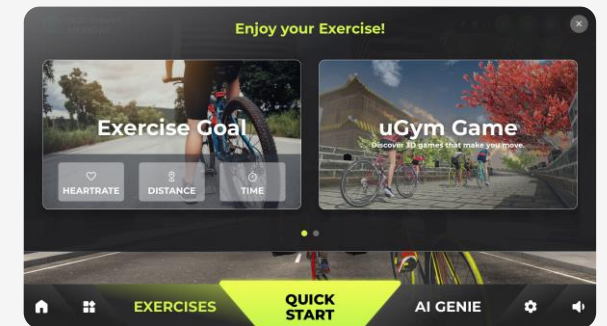 Enjoy your Exercise!
Exercise Goal
HEARTRATE
DISTANCE
TIME
uGym Game
Discover 3D games that make you move.
EXERCISES
QUICK
START
AI GENIE